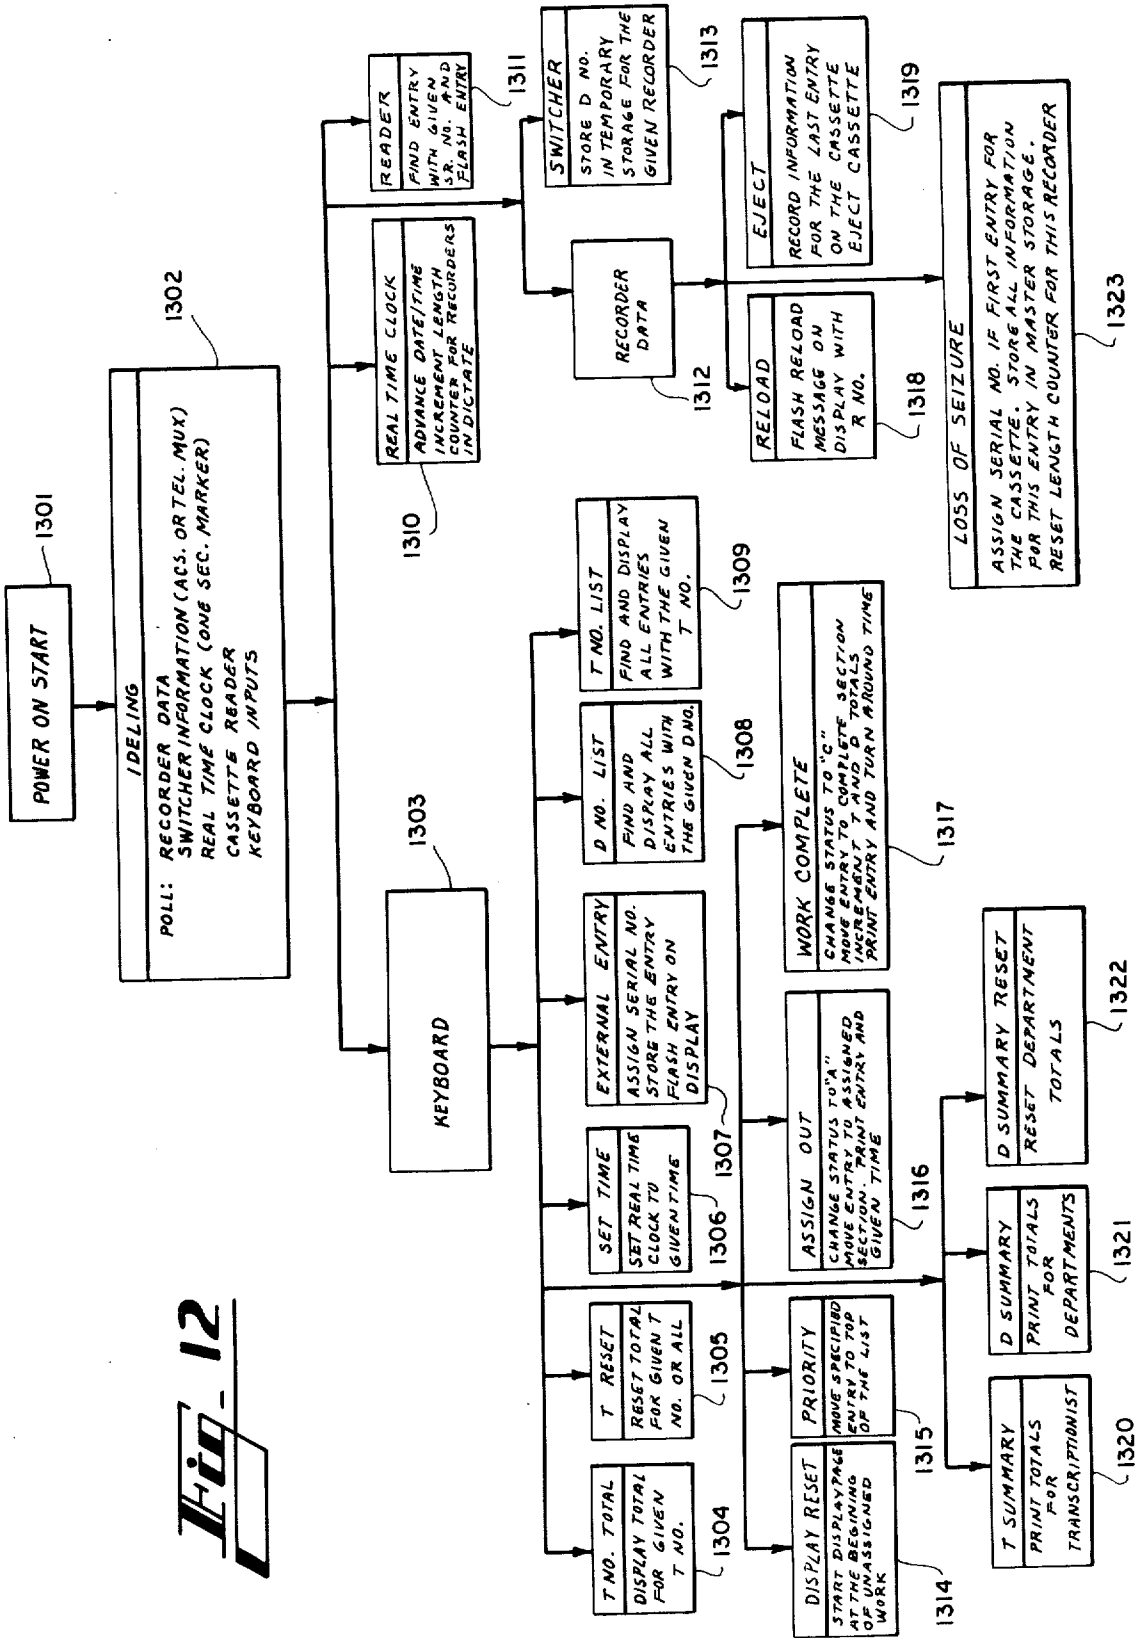 Fig_12
POWER ON START
1301
IDELING
POLL: RECORDER DATA
SWITCHER INFORMATION (ACS. OR TEL. MUX)
REAL TIME CLOCK (ONE SEC. MARKER)
CASSETTE READER
KEYBOARD INPUTS
1302
KEYBOARD
1303
REAL TIME CLOCK
ADVANCE DATE/TIME
INCREMENT LENGTH
COUNTER FOR RECORDERS
IN DICTATE
1310
READER
FIND ENTRY
WITH GIVEN
SR. NO. AND
FLASH ENTRY
1311
T NO. TOTAL
DISPLAY TOTAL
FOR GIVEN
T NO.
1304
T RESET
RESET TOTAL
FOR GIVEN T
NO. OR ALL
1305
SET TIME
SET REAL TIME
CLOCK TO
GIVEN TIME
1306
EXTERNAL ENTRY
ASSIGN SERIAL NO.
STORE THE ENTRY
FLASH ENTRY ON
DISPLAY
1307
D NO. LIST
FIND AND
DISPLAY ALL
ENTRIES WITH
THE GIVEN D NO.
1308
T NO. LIST
FIND AND DISPLAY
ALL ENTRIES
WITH THE GIVEN
T NO.
1309
RECORDER
DATA
1312
SWITCHER
STORE D NO.
IN TEMPORARY
STORAGE FOR THE
GIVEN RECORDER
1313
DISPLAY RESET
START DISPLAY PAGE
AT THE BEGINING
OF UNASSIGNED
WORK
1314
PRIORITY
MOVE SPECIFIED
ENTRY TO TOP
OF THE LIST
1315
ASSIGN OUT
CHANGE STATUS TO "A"
MOVE ENTRY TO ASSIGNED
SECTION. PRINT ENTRY AND
GIVEN TIME
1316
WORK COMPLETE
CHANGE STATUS TO "C"
MOVE ENTRY TO COMPLETE SECTION
INCREMENT T AND D TOTALS
PRINT ENTRY AND TURN AROUND TIME
1317
RELOAD
FLASH RELOAD
MESSAGE ON
DISPLAY WITH
R NO.
1318
EJECT
RECORD INFORMATION
FOR THE LAST ENTRY
ON THE CASSETTE
EJECT CASSETTE
1319
T SUMMARY
PRINT TOTALS
FOR
TRANSCRIPTIONIST
1320
D SUMMARY
PRINT TOTALS
FOR
DEPARTMENTS
1321
D SUMMARY RESET
RESET DEPARTMENT
TOTALS
1322
LOSS OF SEIZURE
ASSIGN SERIAL NO. IF FIRST ENTRY FOR
THE CASSETTE. STORE ALL INFORMATION
FOR THIS ENTRY IN MASTER STORAGE.
RESET LENGTH COUNTER FOR THIS RECORDER
1323